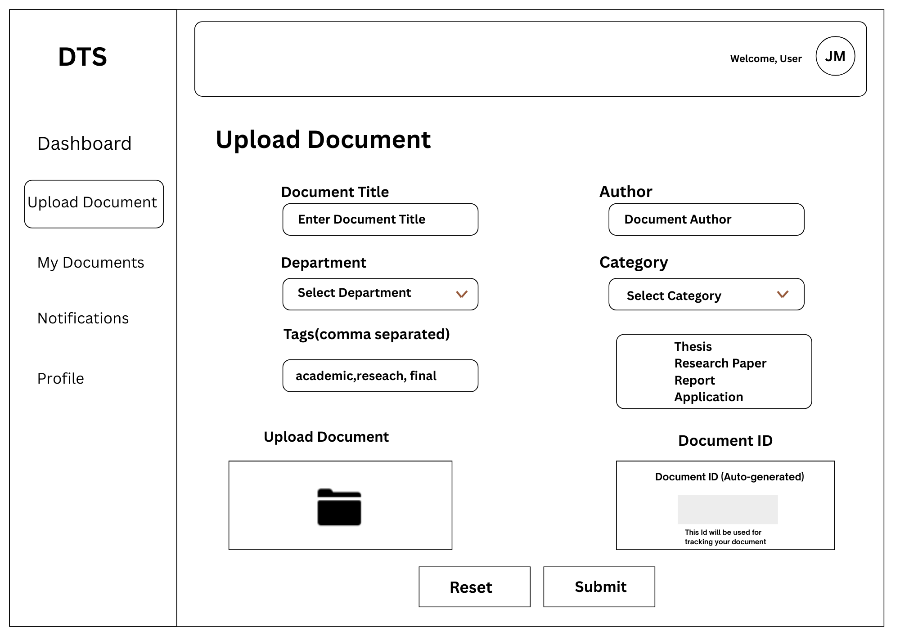 DTS
Welcome, User
JM
Dashboard
Upload Document
My Documents
Notifications
Profile
Upload Document
Document Title
Enter Document Title
Author
Document Author
Department
Select Department
Category
Select Category
Tags(comma separated)
academic,reseach, final
Thesis
Research Paper
Report
Application
Upload Document
Document ID
Document ID (Auto-generated)
This Id will be used for
tracking your document
Reset
Submit